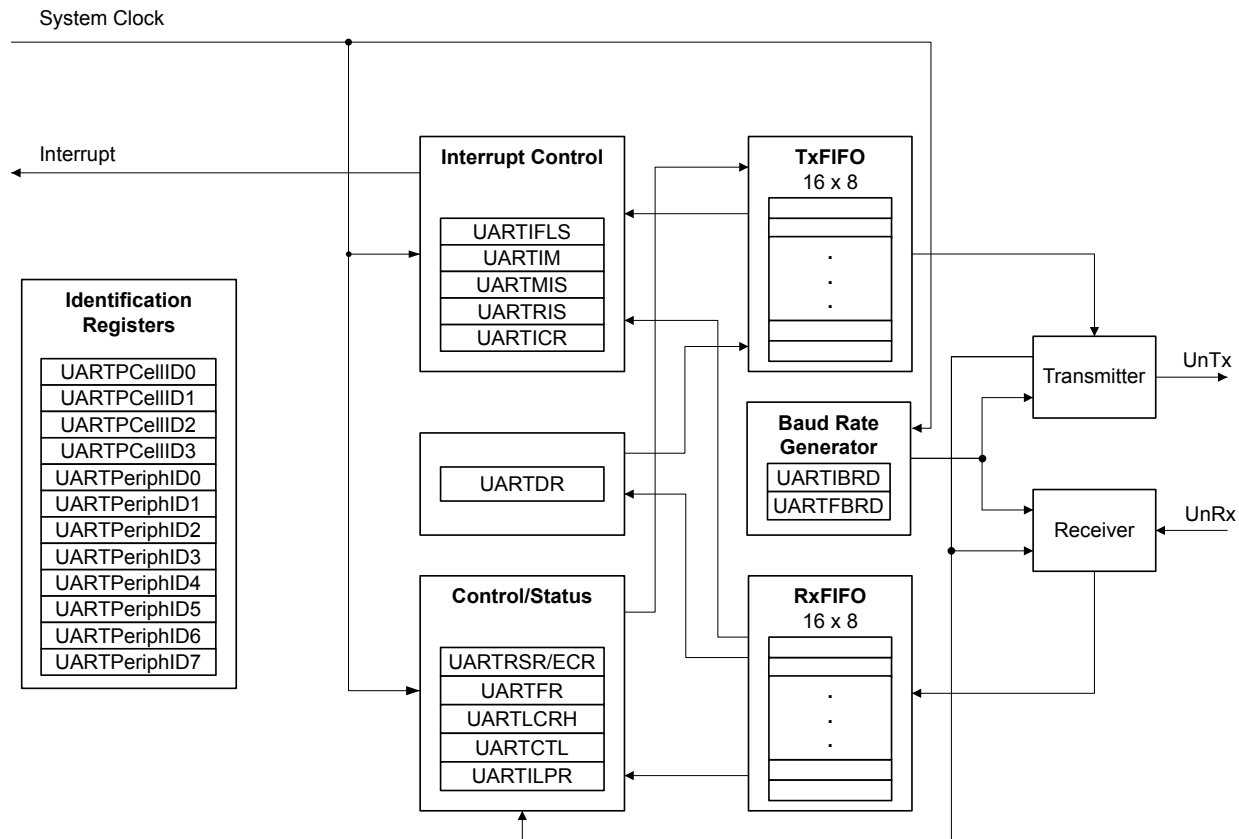 System Clock
Interrupt
Identification
Registers
UARTPCellID0
UARTPCellID1
UARTPCellID2
UARTPCellID3
UARTPeriphID0
UARTPeriphID1
UARTPeriphID2
UARTPeriphID3
UARTPeriphID4
UARTPeriphID5
UARTPeriphID6
UARTPeriphID7
Interrupt Control
UARTIFLS
UARTIM
UARTMIS
UARTRIS
UARTICR
UARTDR
Control/Status
UARTRSR/ECR
UARTFR
UARTLCRH
UARTCTL
UARTILPR
TxFIFO
16 x 8
.
.
.
Baud Rate
Generator
UARTIBRD
UARTFBRD
RxFIFO
16 x 8
.
.
.
Transmitter
UnTx
Receiver
UnRx